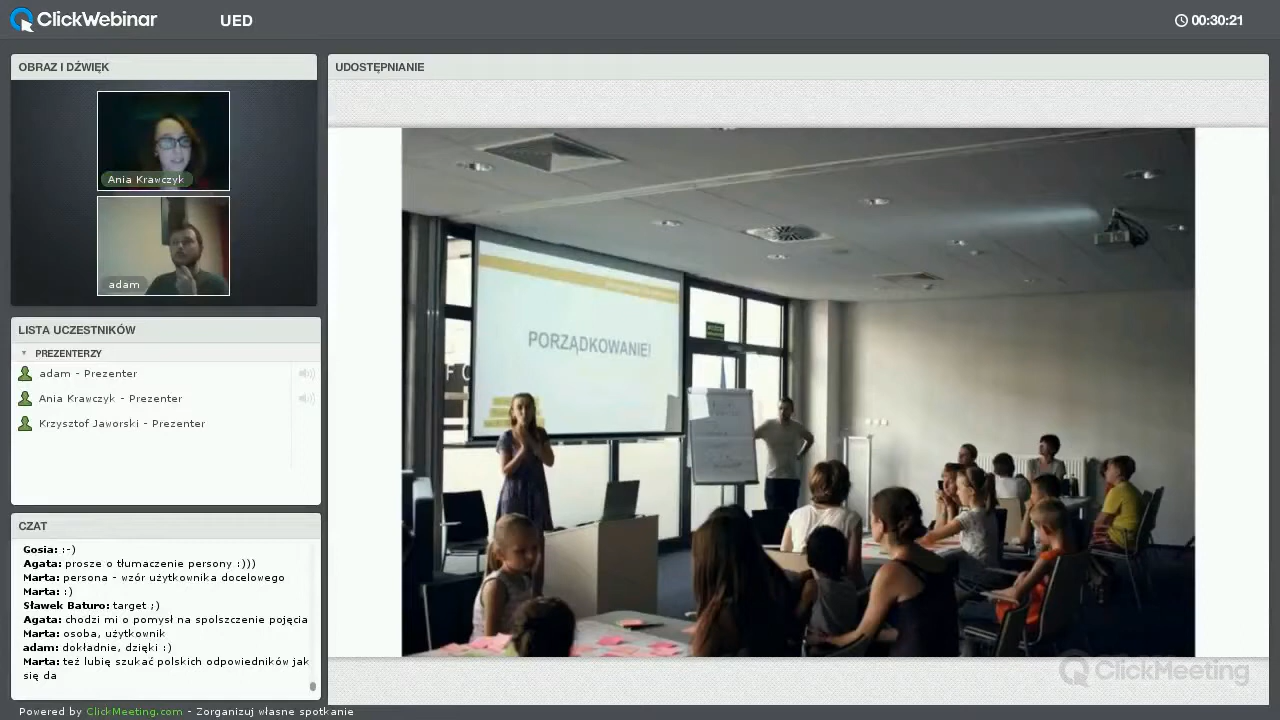 ClickWebinar
UED
00:30:21
OBRAZ I DŹWIĘK
UDOSTĘPNIANIE
Ania Krawczyk
adam
PORZĄDKOWANIE!
LISTA UCZESTNIKÓW
PREZENTERZY
adam - Prezenter
Ania Krawczyk - Prezenter
Krzysztof Jaworski - Prezenter
CZAT
Gosia: :-)
Agata: prosze o tłumaczenie persony :)))
Marta: persona - wzór użytkownika docelowego
Marta: :)
Sławek Baturo: target ;)
Agata: chodzi mi o pomysł na spolszczenie pojęcia
Marta: osoba, użytkownik
adam: dokładnie, dzięki :)
Marta: też lubię szukać polskich odpowiedników jak
się da
ClickMeeting
Powered by ClickMeeting.com - Zorganizuj własne spotkanie